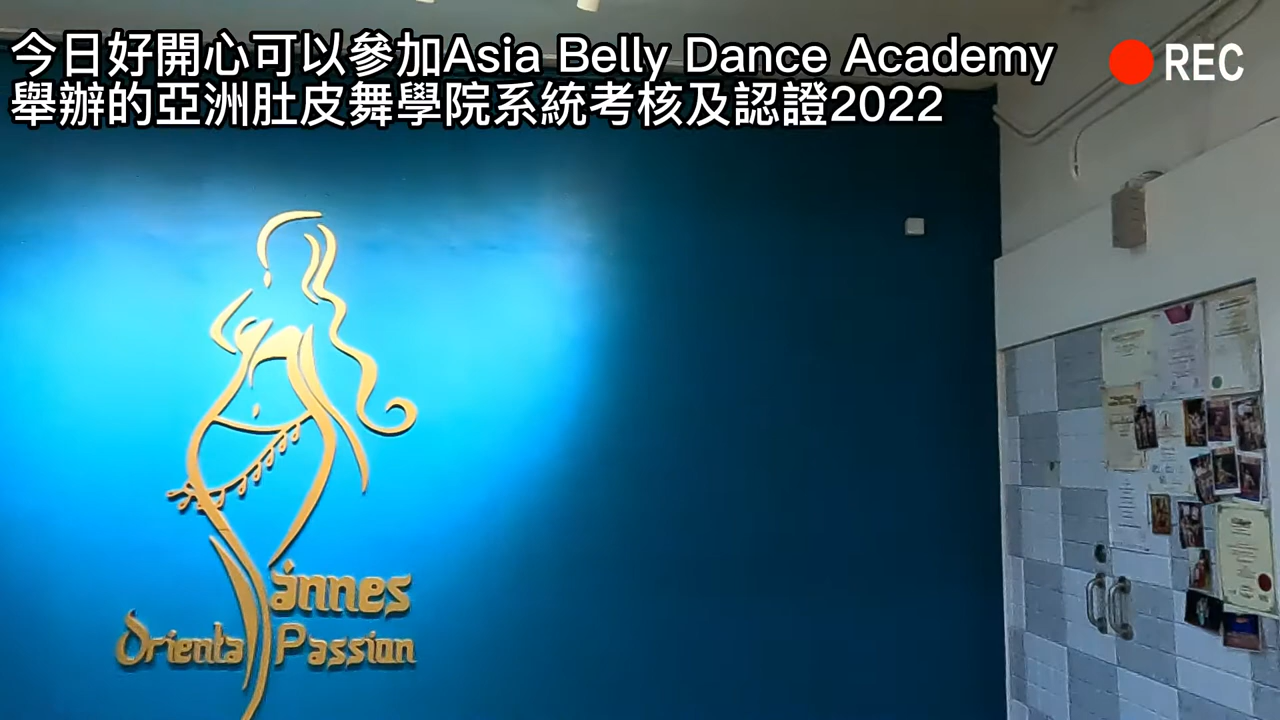 今日好開心可以參加Asia Belly Dance Academy
舉辦的亞洲肚皮舞學院系統考核及認證2022
REC
ánnes
Orienta Passion